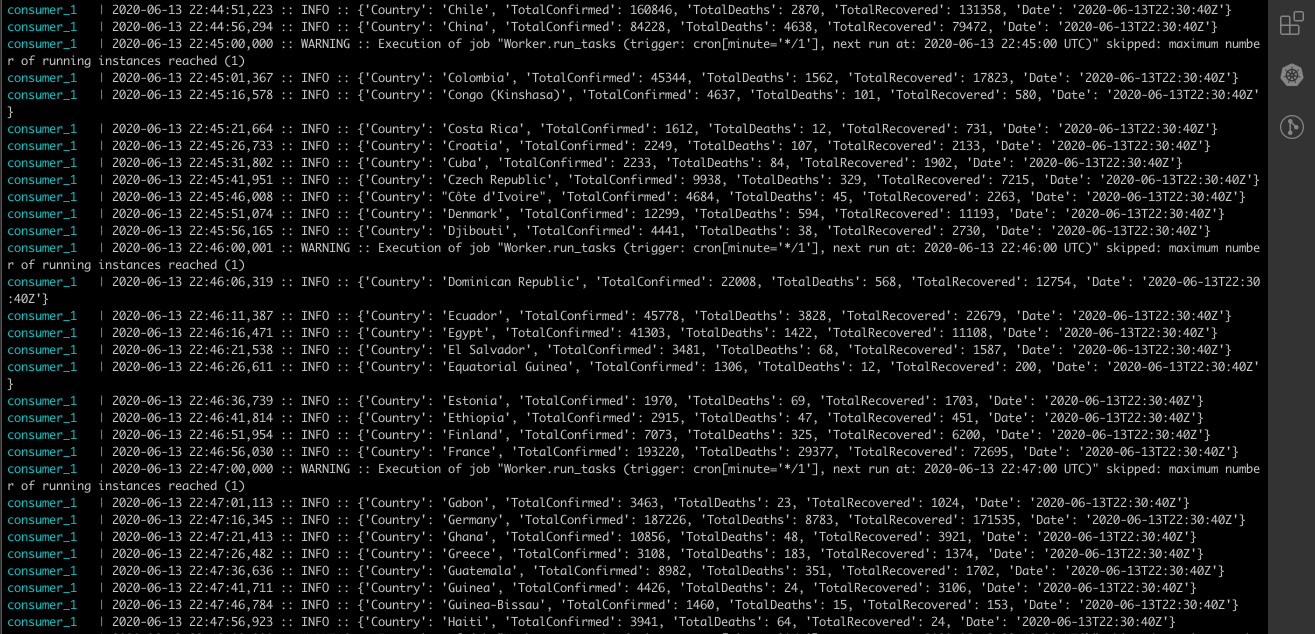 consumer_1 | 2020-06-13 22:44:51,223 :: INFO :: {'Country': 'Chile', 'TotalConfirmed': 160846, 'TotalDeaths': 2870, 'TotalRecovered': 131358, 'Date': '2020-06-13T22:30:40Z'}
consumer_1 | 2020-06-13 22:44:56,294 :: INFO :: {'Country': 'China', 'TotalConfirmed': 84228, 'TotalDeaths': 4638, 'TotalRecovered': 79472, 'Date': '2020-06-13T22:30:40Z'}
consumer_1 | 2020-06-13 22:45:00,000 :: WARNING :: Execution of job "Worker.run_tasks (trigger: cron[minute='*/1'], next run at: 2020-06-13 22:45:00 UTC)" skipped: maximum numbe
r of running instances reached (1)
consumer_1 | 2020-06-13 22:45:01,367 :: INFO :: {'Country': 'Colombia', 'TotalConfirmed': 45344, 'TotalDeaths': 1562, 'TotalRecovered': 17823, 'Date': '2020-06-13T22:30:40Z'}
consumer_1 | 2020-06-13 22:45:16,578 :: INFO :: {'Country': 'Congo (Kinshasa)', 'TotalConfirmed': 4637, 'TotalDeaths': 101, 'TotalRecovered': 580, 'Date': '2020-06-13T22:30:40Z'
}
consumer_1 | 2020-06-13 22:45:21,664 :: INFO :: {'Country': 'Costa Rica', 'TotalConfirmed': 1612, 'TotalDeaths': 12, 'TotalRecovered': 731, 'Date': '2020-06-13T22:30:40Z'}
consumer_1 | 2020-06-13 22:45:26,733 :: INFO :: {'Country': 'Croatia', 'TotalConfirmed': 2249, 'TotalDeaths': 107, 'TotalRecovered': 2133, 'Date': '2020-06-13T22:30:40Z'}
consumer_1 | 2020-06-13 22:45:31,802 :: INFO :: {'Country': 'Cuba', 'TotalConfirmed': 2233, 'TotalDeaths': 84, 'TotalRecovered': 1902, 'Date': '2020-06-13T22:30:40Z'}
consumer_1 | 2020-06-13 22:45:41,951 :: INFO :: {'Country': 'Czech Republic', 'TotalConfirmed': 9938, 'TotalDeaths': 329, 'TotalRecovered': 7215, 'Date': '2020-06-13T22:30:40Z'}
consumer_1 | 2020-06-13 22:45:46,008 :: INFO :: {'Country': "Côte d'Ivoire", 'TotalConfirmed': 4684, 'TotalDeaths': 45, 'TotalRecovered': 2263, 'Date': '2020-06-13T22:30:40Z'}
consumer_1 | 2020-06-13 22:45:51,074 :: INFO :: {'Country': 'Denmark', 'TotalConfirmed': 12299, 'TotalDeaths': 594, 'TotalRecovered': 11193, 'Date': '2020-06-13T22:30:40Z'}
consumer_1 | 2020-06-13 22:45:56,165 :: INFO :: {'Country': 'Djibouti', 'TotalConfirmed': 4441, 'TotalDeaths': 38, 'TotalRecovered': 2730, 'Date': '2020-06-13T22:30:40Z'}
consumer_1 | 2020-06-13 22:46:00,001 :: WARNING :: Execution of job "Worker.run_tasks (trigger: cron[minute='*/1'], next run at: 2020-06-13 22:46:00 UTC)" skipped: maximum numbe
r of running instances reached (1)
consumer_1 | 2020-06-13 22:46:06,319 :: INFO :: {'Country': 'Dominican Republic', 'TotalConfirmed': 22008, 'TotalDeaths': 568, 'TotalRecovered': 12754, 'Date': '2020-06-13T22:30
:40Z'}
consumer_1 | 2020-06-13 22:46:11,387 :: INFO :: {'Country': 'Ecuador', 'TotalConfirmed': 45778, 'TotalDeaths': 3828, 'TotalRecovered': 22679, 'Date': '2020-06-13T22:30:40Z'}
consumer_1 | 2020-06-13 22:46:16,471 :: INFO :: {'Country': 'Egypt', 'TotalConfirmed': 41303, 'TotalDeaths': 1422, 'TotalRecovered': 11108, 'Date': '2020-06-13T22:30:40Z'}
consumer_1 | 2020-06-13 22:46:21,538 :: INFO :: {'Country': 'El Salvador', 'TotalConfirmed': 3481, 'TotalDeaths': 68, 'TotalRecovered': 1587, 'Date': '2020-06-13T22:30:40Z'}
consumer_1 | 2020-06-13 22:46:26,611 :: INFO :: {'Country': 'Equatorial Guinea', 'TotalConfirmed': 1306, 'TotalDeaths': 12, 'TotalRecovered': 200, 'Date': '2020-06-13T22:30:40Z'
}
consumer_1 | 2020-06-13 22:46:36,739 :: INFO :: {'Country': 'Estonia', 'TotalConfirmed': 1970, 'TotalDeaths': 69, 'TotalRecovered': 1703, 'Date': '2020-06-13T22:30:40Z'}
consumer_1 | 2020-06-13 22:46:41,814 :: INFO :: {'Country': 'Ethiopia', 'TotalConfirmed': 2915, 'TotalDeaths': 47, 'TotalRecovered': 451, 'Date': '2020-06-13T22:30:40Z'}
consumer_1 | 2020-06-13 22:46:51,954 :: INFO :: {'Country': 'Finland', 'TotalConfirmed': 7073, 'TotalDeaths': 325, 'TotalRecovered': 6200, 'Date': '2020-06-13T22:30:40Z'}
consumer_1 | 2020-06-13 22:46:56,030 :: INFO :: {'Country': 'France', 'TotalConfirmed': 193220, 'TotalDeaths': 29377, 'TotalRecovered': 72695, 'Date': '2020-06-13T22:30:40Z'}
consumer_1 | 2020-06-13 22:47:00,000 :: WARNING :: Execution of job "Worker.run_tasks (trigger: cron[minute='*/1'], next run at: 2020-06-13 22:47:00 UTC)" skipped: maximum numbe
r of running instances reached (1)
consumer_1 | 2020-06-13 22:47:01,113 :: INFO :: {'Country': 'Gabon', 'TotalConfirmed': 3463, 'TotalDeaths': 23, 'TotalRecovered': 1024, 'Date': '2020-06-13T22:30:40Z'}
consumer_1 | 2020-06-13 22:47:16,345 :: INFO :: {'Country': 'Germany', 'TotalConfirmed': 187226, 'TotalDeaths': 8783, 'TotalRecovered': 171535, 'Date': '2020-06-13T22:30:40Z'}
consumer_1 | 2020-06-13 22:47:21,413 :: INFO :: {'Country': 'Ghana', 'TotalConfirmed': 10856, 'TotalDeaths': 48, 'TotalRecovered': 3921, 'Date': '2020-06-13T22:30:40Z'}
consumer_1 | 2020-06-13 22:47:26,482 :: INFO :: {'Country': 'Greece', 'TotalConfirmed': 3108, 'TotalDeaths': 183, 'TotalRecovered': 1374, 'Date': '2020-06-13T22:30:40Z'}
consumer_1 | 2020-06-13 22:47:36,636 :: INFO :: {'Country': 'Guatemala', 'TotalConfirmed': 8982, 'TotalDeaths': 351, 'TotalRecovered': 1702, 'Date': '2020-06-13T22:30:40Z'}
consumer_1 | 2020-06-13 22:47:41,711 :: INFO :: {'Country': 'Guinea', 'TotalConfirmed': 4426, 'TotalDeaths': 24, 'TotalRecovered': 3106, 'Date': '2020-06-13T22:30:40Z'}
consumer_1 | 2020-06-13 22:47:46,784 :: INFO :: {'Country': 'Guinea-Bissau', 'TotalConfirmed': 1460, 'TotalDeaths': 15, 'TotalRecovered': 153, 'Date': '2020-06-13T22:30:40Z'}
consumer_1 | 2020-06-13 22:47:56,923 :: INFO :: {'Country': 'Haiti', 'TotalConfirmed': 3941, 'TotalDeaths': 64, 'TotalRecovered': 24, 'Date': '2020-06-13T22:30:40Z'}